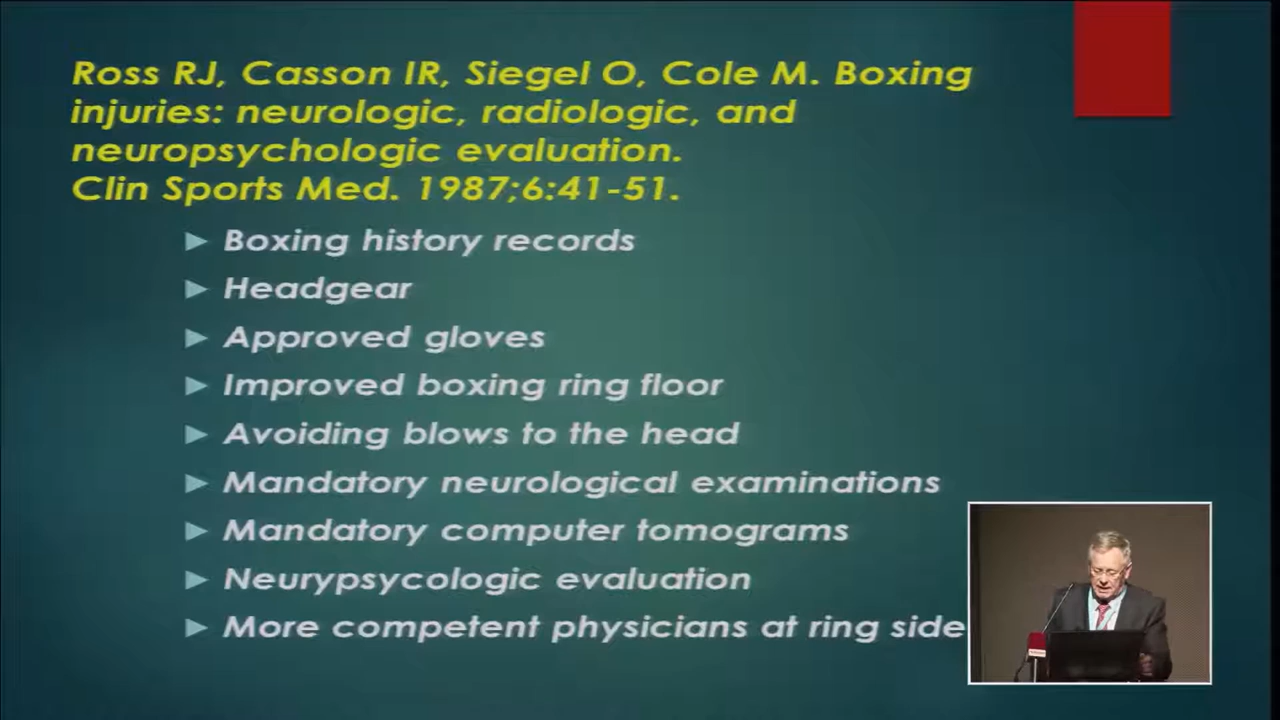 Ross RJ, Casson IR, Siegel O, Cole M. Boxing
injuries: neurologic, radiologic, and
neuropsychologic evaluation.
Clin Sports Med. 1987;6:41-51.
Boxing history records
Headgear
Approved gloves
Improved boxing ring floor
Avoiding blows to the head
Mandatory neurological examinations
Mandatory computer tomograms
Neurypsycologic evaluation
More competent physicians at ring side